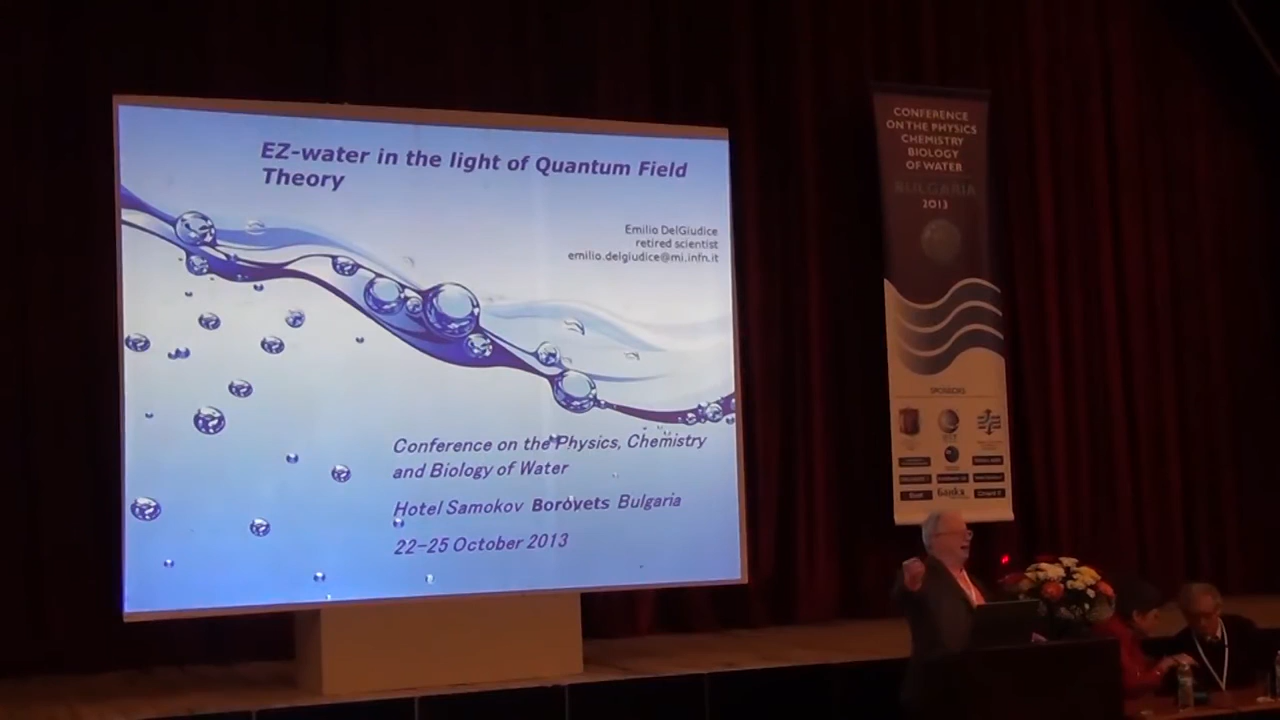 EZ-water in the light of Quantum Field
Theory
Emilio DelGiudice
retired scientist
emilio.delgiudice@mi.infn.it
Conference on the Physics, Chemistry
and Biology of Water
Hotel Samokov Borovets Bulgaria
22-25 October 2013
CONFERENCE
ON THE PHYSICS
CHEMISTRY
BIOLOGY
OF WATER
BULGARIA
2013
SPONSORS